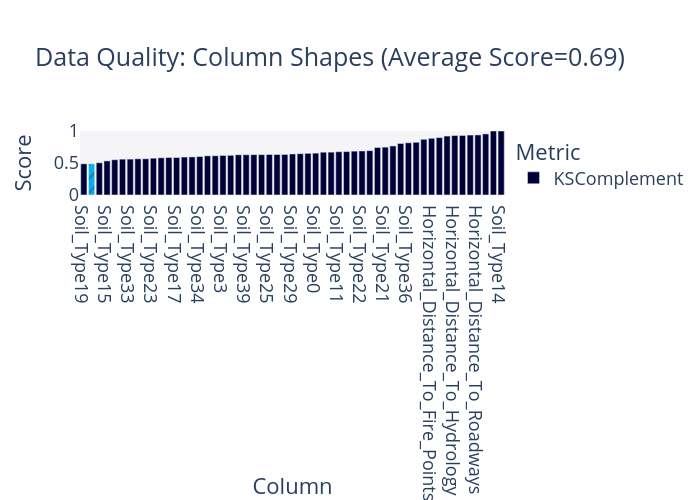 Data Quality: Column Shapes (Average Score=0.69)
Score
1
0.5
0
Metric
KSComplement
Soil_Type19
Soil_Type15
Soil_Type33
Soil_Type23
Soil_Type17
Soil_Type34
Soil_Type3
Soil_Type39
Soil_Type25
Soil_Type29
Soil_Type0
Soil_Type11
Soil_Type22
Soil_Type21
Soil_Type36
Horizontal_Distance_To_Fire_Points
Horizontal_Distance_To_Hydrology
Horizontal_Distance_To_Roadways
Soil_Type14
Column